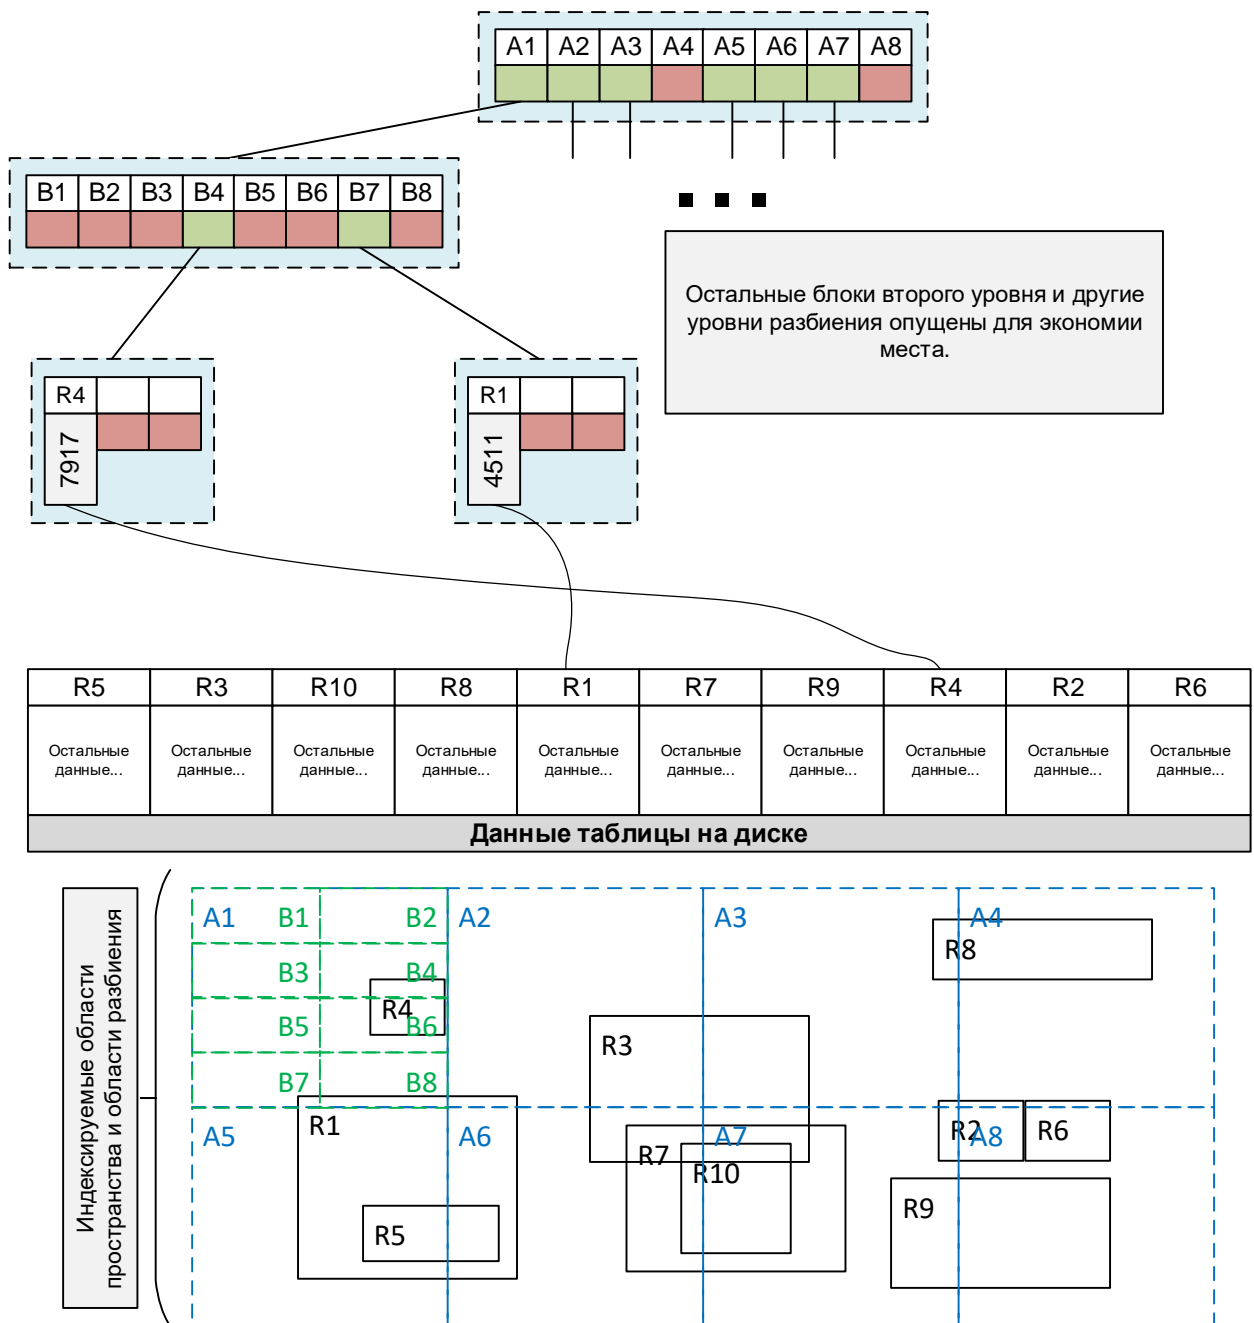 A1 A2 A3 A4 A5 A6 A7 A8
B1 B2 B3 B4 B5 B6 B7 B8
Остальные блоки второго уровня и другие
уровни разбиения опущены для экономии
места.
R4
7917
R1
4511
R5 R3 R10 R8 R1 R7 R9 R4 R2 R6
Остальные Остальные Остальные Остальные Остальные Остальные Остальные Остальные Остальные Остальные
данные... данные... данные... данные... данные... данные... данные... данные... данные... данные...
Данные таблицы на диске
Индексируемые области
пространства и области разбиения
A1 B1 B2 A2 A3 A4
R8
B3 B4
R4
B5 B6
R3
B7 B8
R1
A5 A6 A7 R2 A8 R6
R7 R10
R9
R5